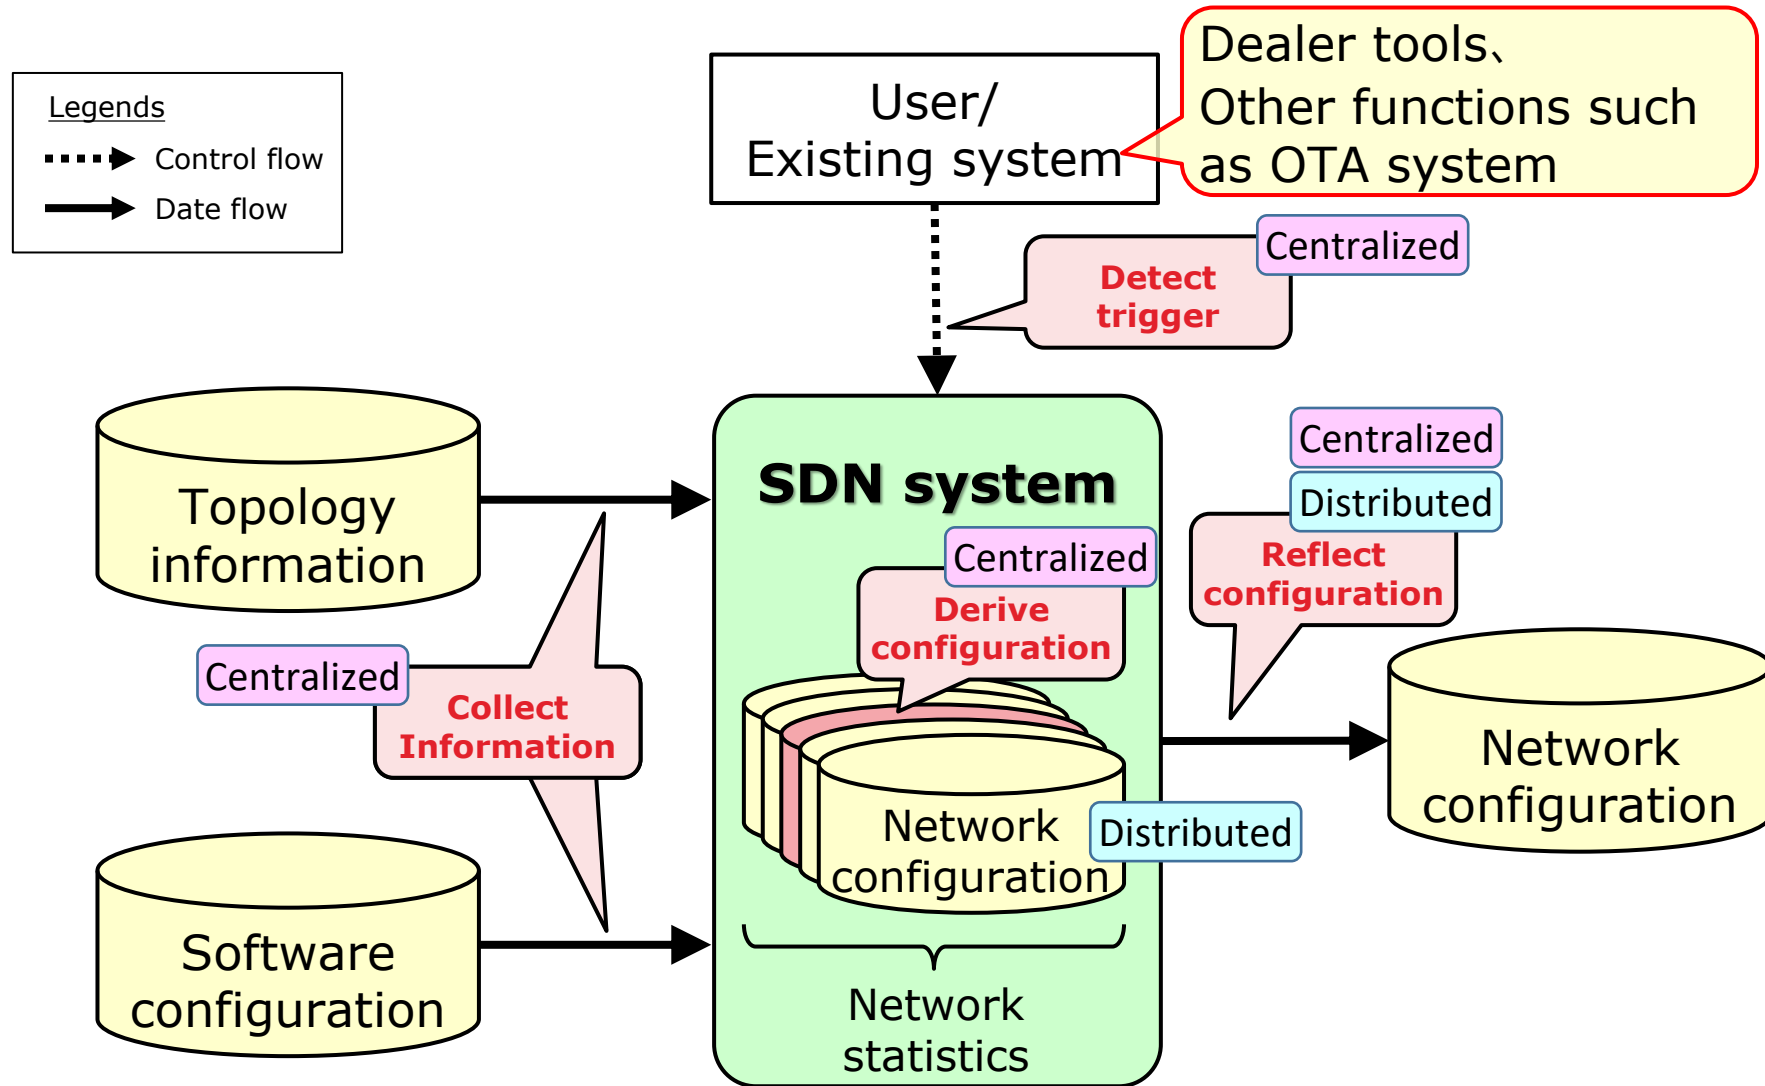 Legends
Control flow
Date flow
User/
Existing system
Dealer tools、
Other functions such
as OTA system
Centralized
Detect
trigger
Topology
information
SDN system
Centralized
Derive
configuration
Centralized
Distributed
Reflect
configuration
Centralized
Collect
Information
Network
configuration
Distributed
Network
configuration
Software
configuration
Network
statistics